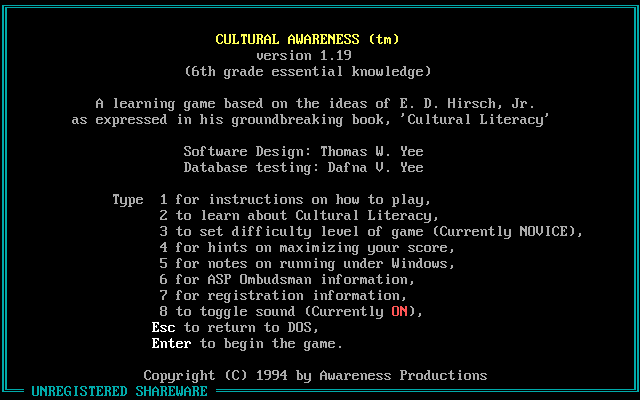 CULTURAL AWARENESS (tm)
version 1.19
(6th grade essential knowledge)
A learning game based on the ideas of E. D. Hirsch, Jr.
as expressed in his groundbreaking book, 'Cultural Literacy'
Software Design: Thomas W. Yee
Database testing: Dafna V. Yee
Type 1 for instructions on how to play,
2 to learn about Cultural Literacy,
3 to set difficulty level of game (Currently NOVICE),
4 for hints on maximizing your score,
5 for notes on running under Windows,
6 for ASP Ombudsman information,
7 for registration information,
8 to toggle sound (Currently ON),
Esc to return to DOS,
Enter to begin the game.
Copyright (C) 1994 by Awareness Productions
UNREGISTERED SHAREWARE